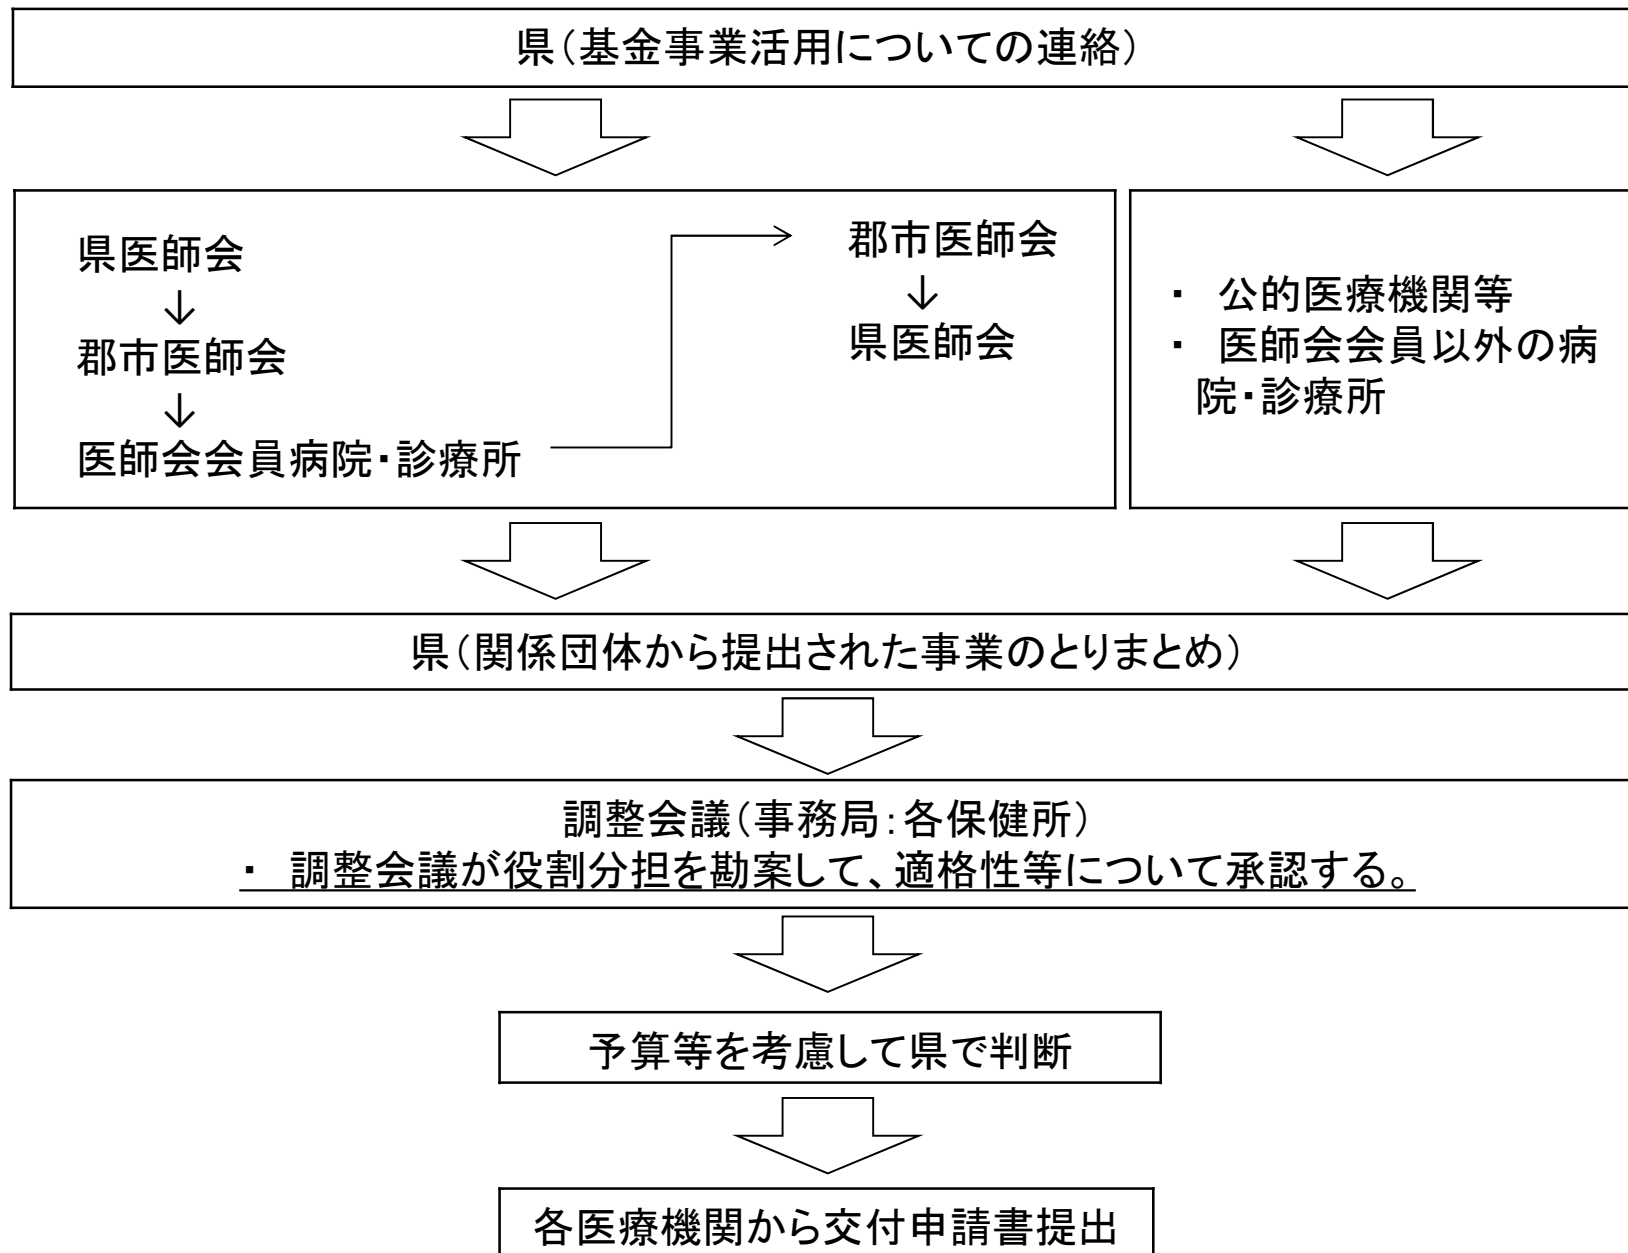 県（基金事業活用についての連絡）
県医師会
↓
郡市医師会
↓
医師会会員病院・診療所
郡市医師会
↓
県医師会
・ 公的医療機関等
・ 医師会会員以外の病
院・診療所
県（関係団体から提出された事業のとりまとめ）
調整会議（事務局：各保健所）
・ 調整会議が役割分担を勘案して、適格性等について承認する。
予算等を考慮して県で判断
各医療機関から交付申請書提出